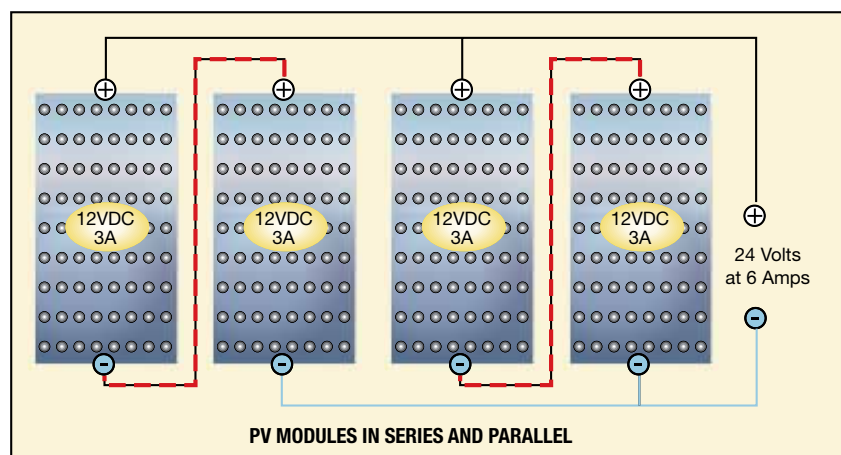 12VDC
3A
12VDC
3A
12VDC
3A
12VDC
3A
24 Volts
at 6 Amps
PV MODULES IN SERIES AND PARALLEL